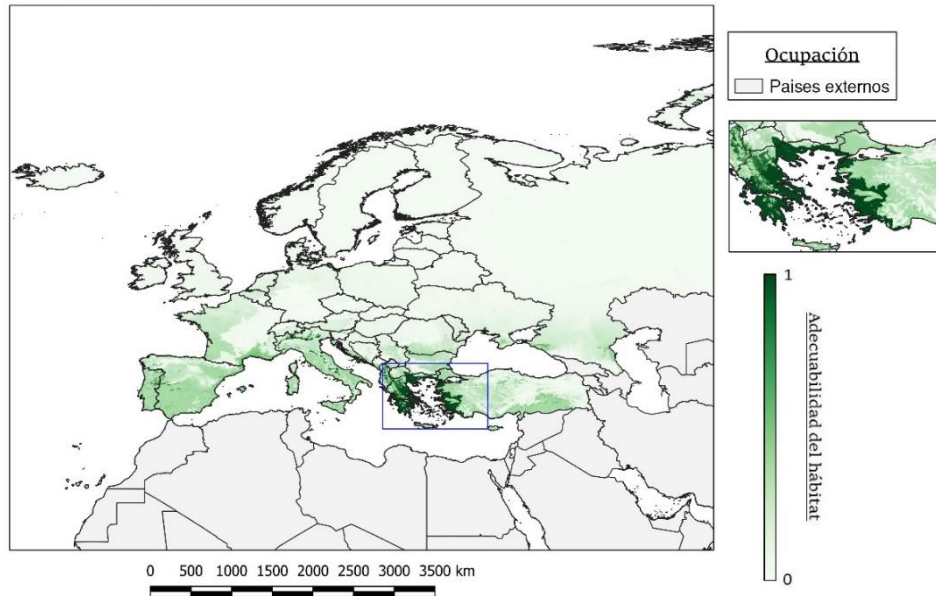 Ocupación
Paises externos
1
Adecuabilidad del hábitat
0
0 500 1000 1500 2000 2500 3000 3500 km